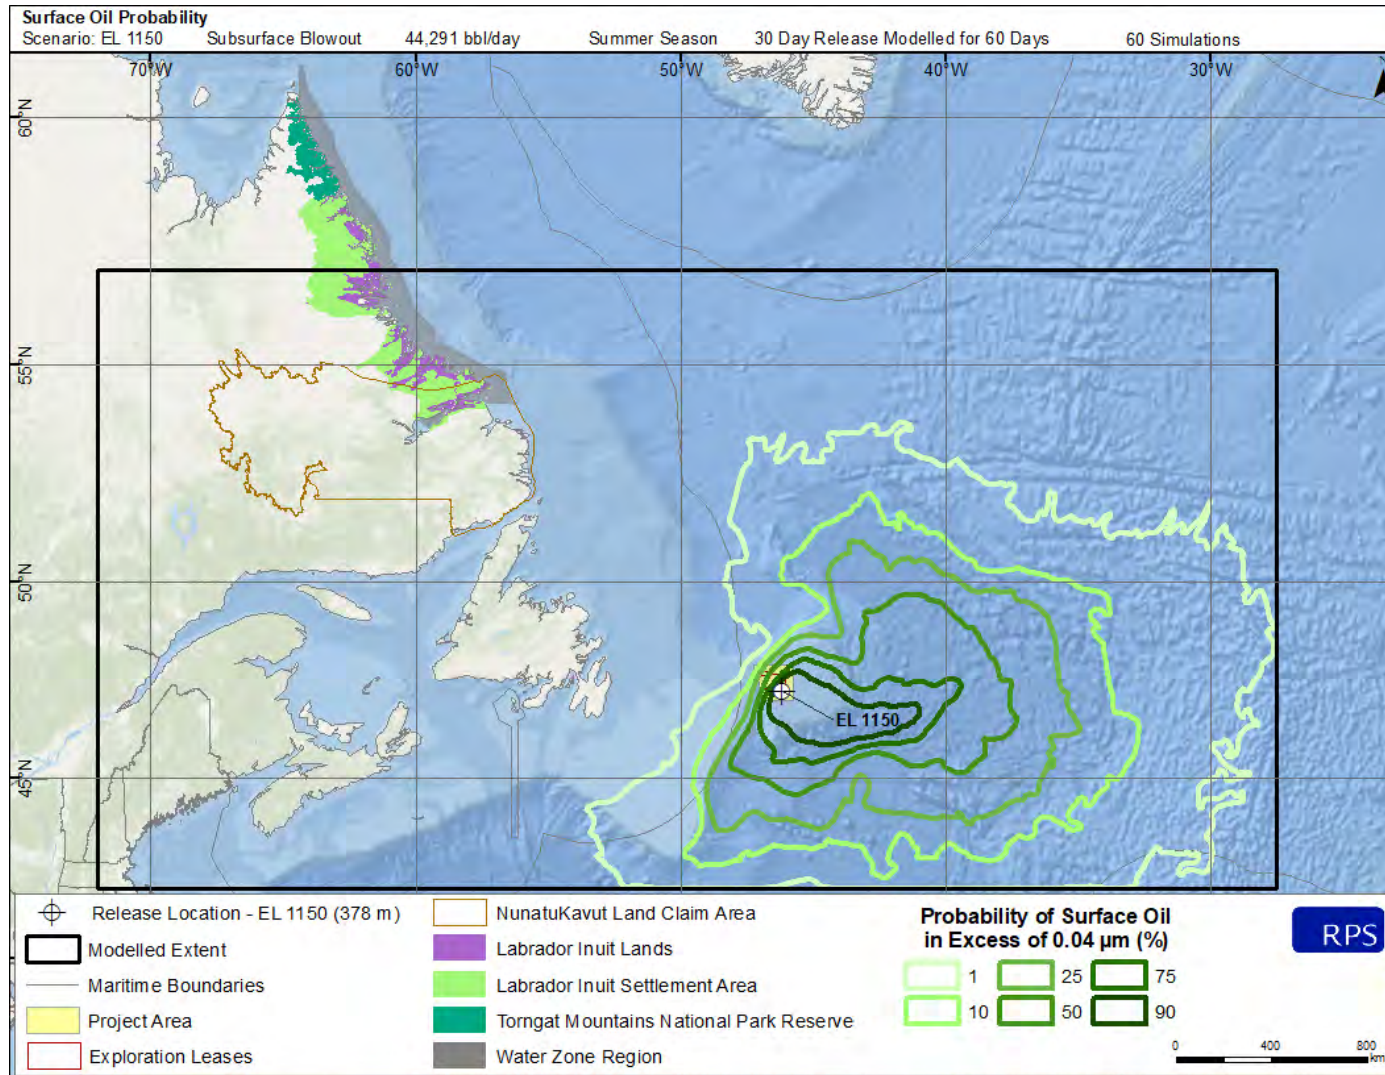 Surface Oil Probability
Scenario: EL 1150 Subsurface Blowout 44,291 bbl/day Summer Season 30 Day Release Modelled for 60 Days 60 Simulations
70°W 60°W 50°W 40°W 30°W
60°N
55°N
50°N
45°N
EL 1150
Release Location - EL 1150 (378 m)
Modelled Extent
Maritime Boundaries
Project Area
Exploration Leases
NunatuKavut Land Claim Area
Labrador Inuit Lands
Labrador Inuit Settlement Area
Torngat Mountains National Park Reserve
Water Zone Region
Probability of Surface Oil
in Excess of 0.04 µm (%)
1 25 75
10 50 90
RPS
0 400 800
km